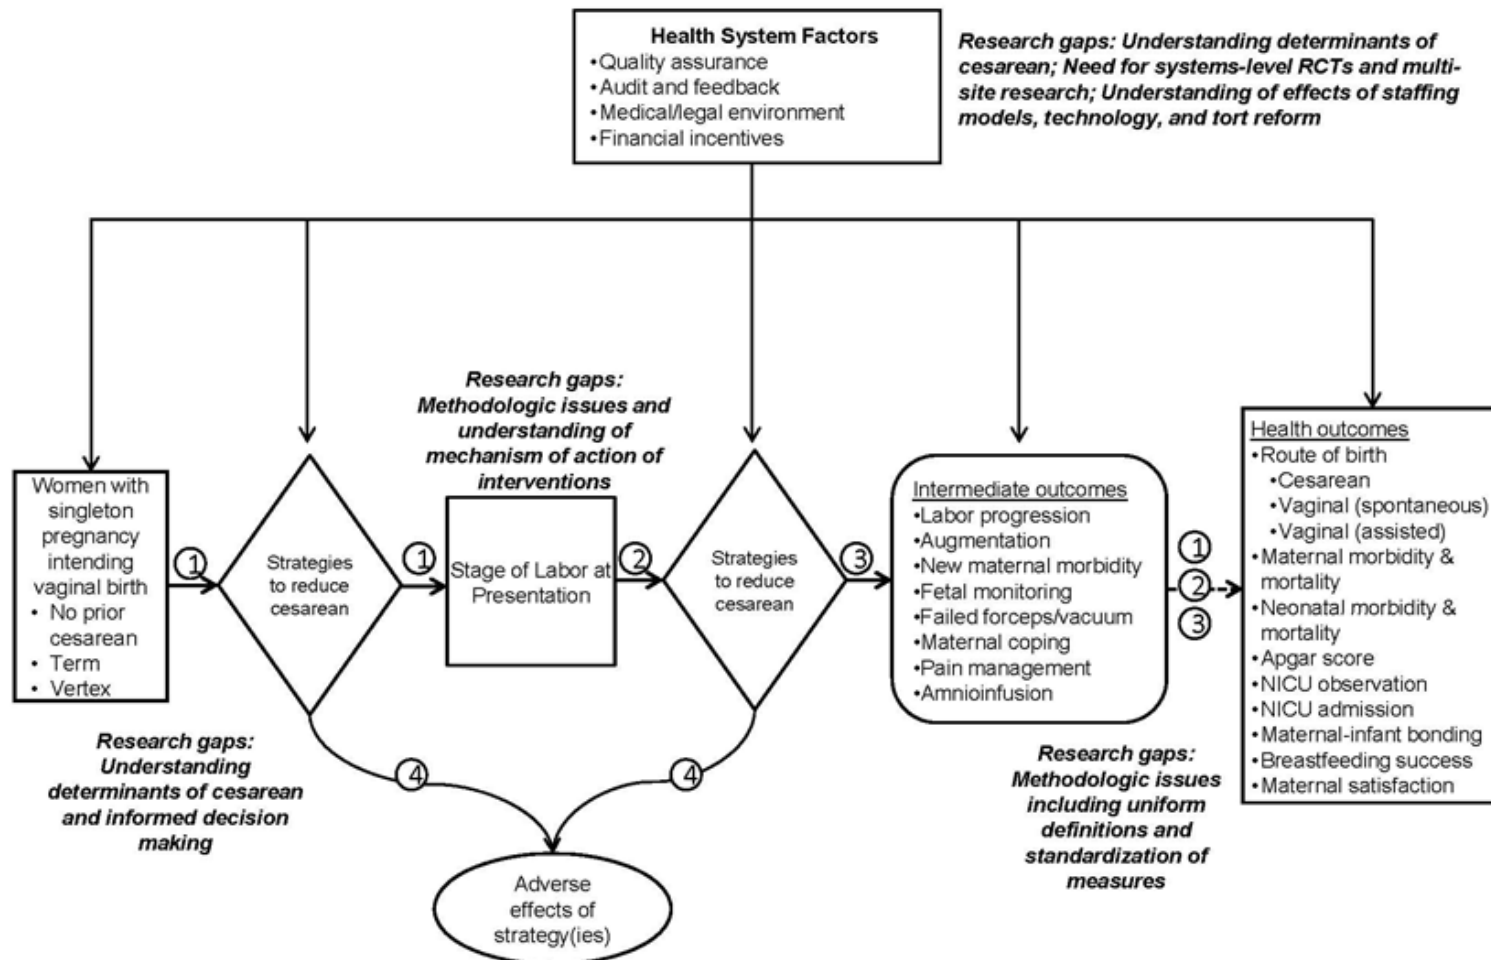 Health System Factors
•Quality assurance
•Audit and feedback
•Medical/legal environment
•Financial incentives
Research gaps: Understanding determinants of
cesarean; Need for systems-level RCTs and multi-
site research; Understanding of effects of staffing
models, technology, and tort reform
Women with
singleton
pregnancy
intending
vaginal birth
• No prior
cesarean
• Term
• Vertex
1
Research gaps:
Understanding
determinants of cesarean
and informed decision
making
Strategies
to reduce
cesarean
1
4
Research gaps:
Methodologic issues and
understanding of
mechanism of action of
interventions
Stage of Labor at
Presentation
2
Strategies
to reduce
cesarean
3
4
Adverse
effects of
strategy(ies)
Intermediate outcomes
•Labor progression
•Augmentation
•New maternal morbidity
•Fetal monitoring
•Failed forceps/vacuum
•Maternal coping
•Pain management
•Amnioinfusion
1
2
3
Research gaps:
Methodologic issues
including uniform
definitions and
standardization of
measures
Health outcomes
•Route of birth
•Cesarean
•Vaginal (spontaneous)
•Vaginal (assisted)
•Maternal morbidity &
mortality
•Neonatal morbidity &
mortality
•Apgar score
•NICU observation
•NICU admission
•Maternal-infant bonding
•Breastfeeding success
•Maternal satisfaction